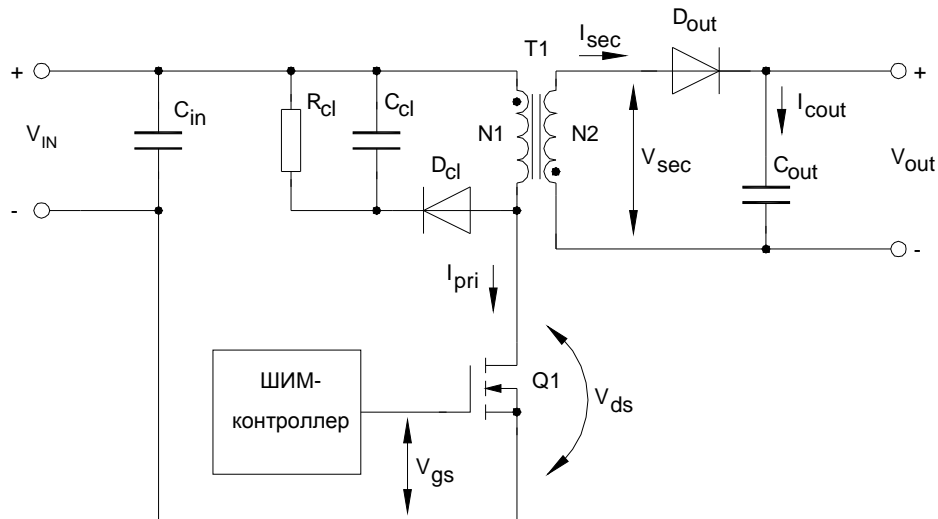 T1
I_sec
D_out
+
C_in
R_cl
C_cl
N1
N2
V_sec
I_cout
+
V_IN
D_cl
C_out
V_out
-
-
I_pri
ШИМ-
контроллер
Q1
V_ds
V_gs